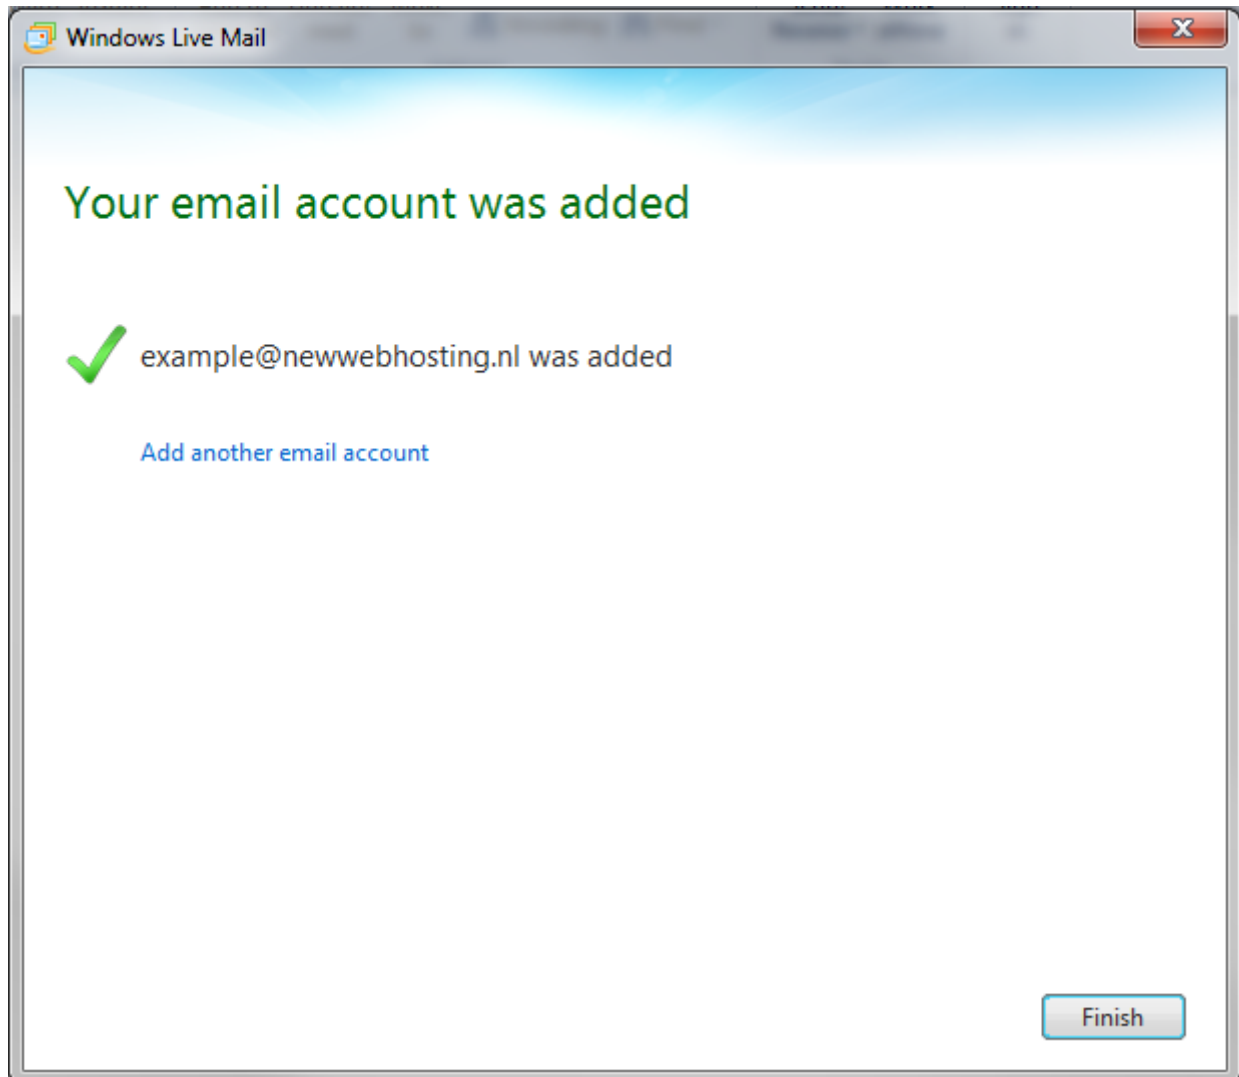 Windows Live Mail
Your email account was added
example@newwebhosting.nl was added
Add another email account
Finish